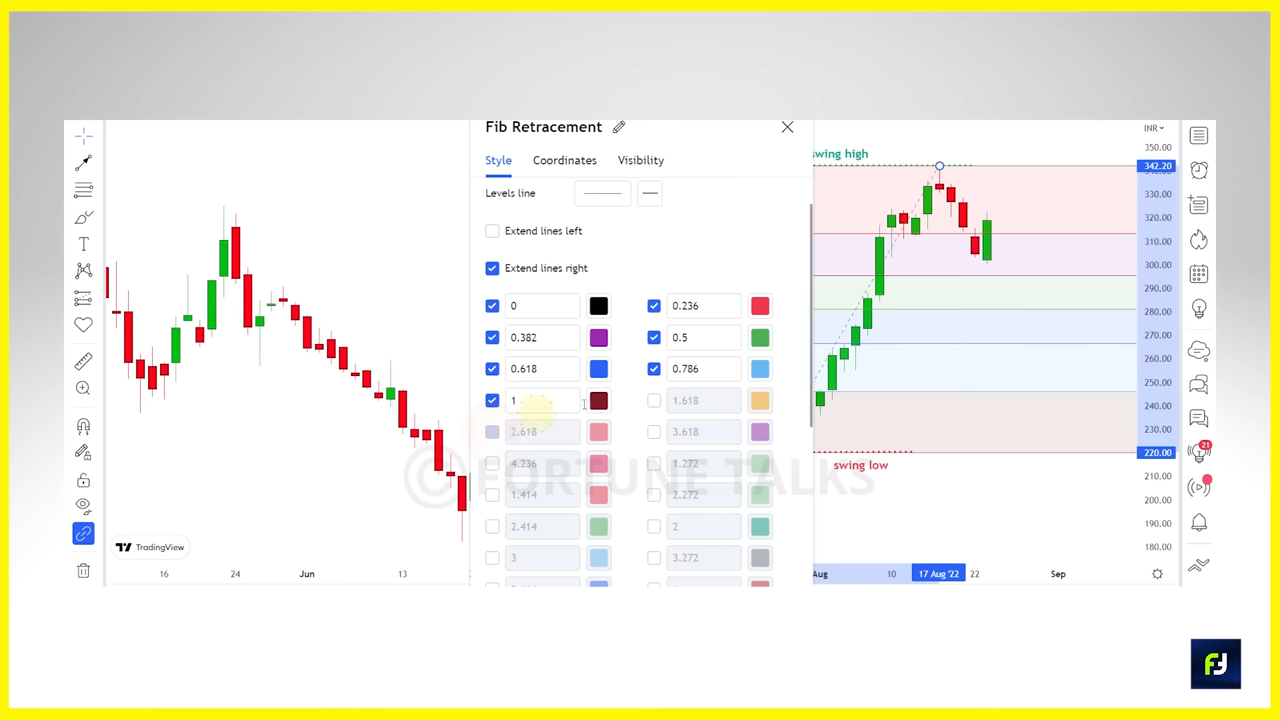 Fib Retracement
Style Coordinates Visibility
Levels line
Extend lines left
Extend lines right
0 0.236
0.382 0.5
0.618 0.786
1 1.618
2.618 3.618
4.236 1.272
1.414 2.272
2.414 2
3 3.272
© FORTUNE TALKS
T
TradingView
16 24 Jun 13
swing high
swing low
INR
350.00
342.20
330.00
320.00
310.00
300.00
290.00
280.00
270.00
260.00
250.00
240.00
230.00
220.00
210.00
200.00
190.00
180.00
21
Aug 10 17 Aug '22 22 Sep